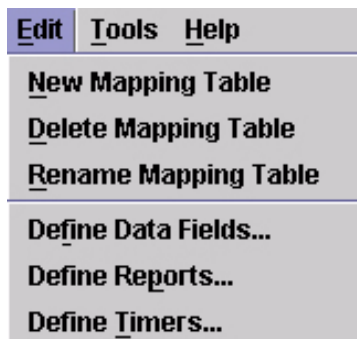 Edit Tools Help
New Mapping Table
Delete Mapping Table
Rename Mapping Table
Define Data Fields...
Define Reports...
Define Timers...